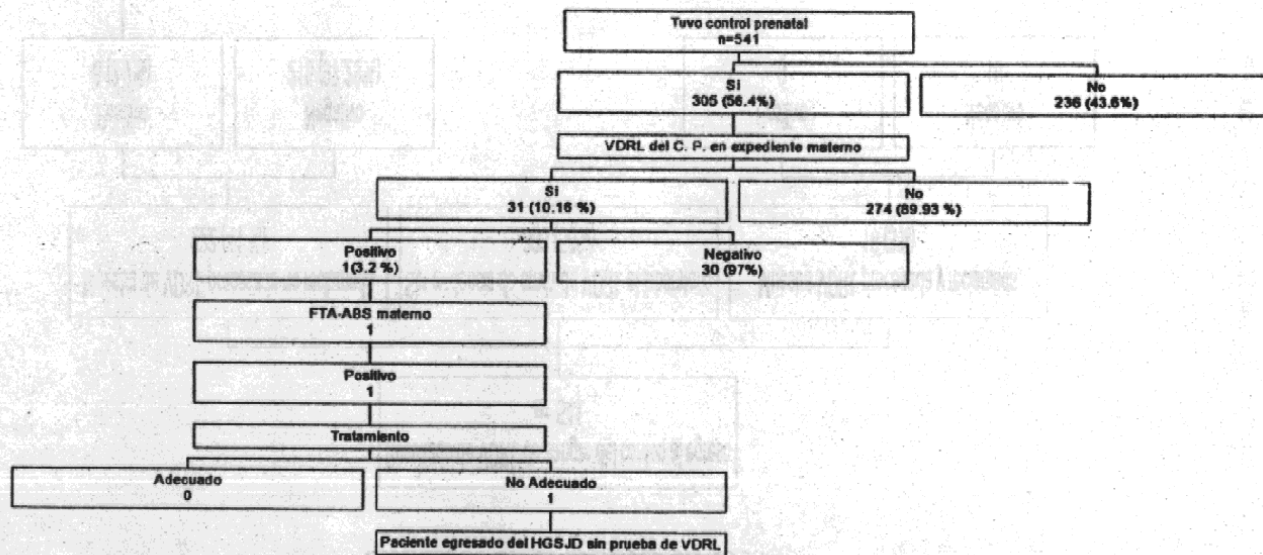 Tuvo control prenatal
n=541
Si
305 (56.4%)
No
236 (43.6%)
VDRL del C. P. en expediente materno
Si
31 (10.16 %)
No
274 (89.93 %)
Positivo
1(3.2 %)
Negativo
30 (97%)
FTA-ABS materno
1
Positivo
1
Tratamiento
Adecuado
0
No Adecuado
1
Paciente egresado del HGSJD sin prueba de VDRL